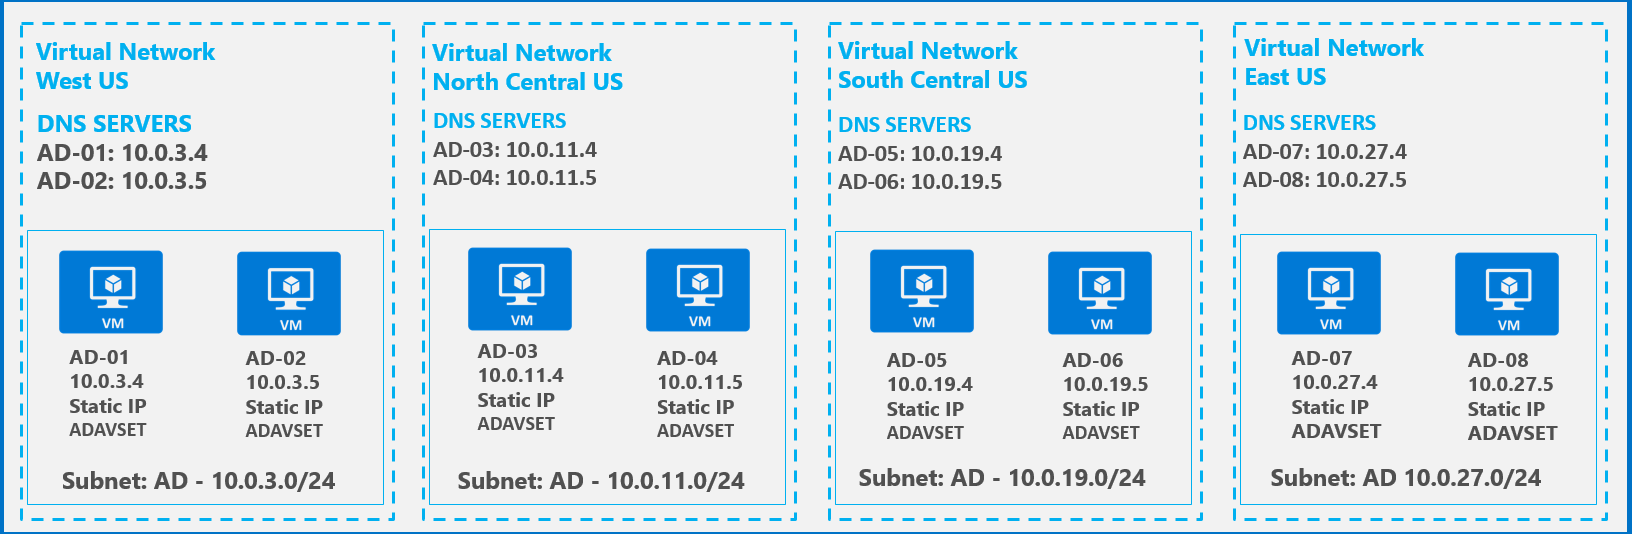 Virtual Network
West US
DNS SERVERS
AD-01: 10.0.3.4
AD-02: 10.0.3.5
VM
AD-01
10.0.3.4
Static IP
ADAVSET
VM
AD-02
10.0.3.5
Static IP
ADAVSET
Subnet: AD - 10.0.3.0/24
Virtual Network
North Central US
DNS SERVERS
AD-03: 10.0.11.4
AD-04: 10.0.11.5
VM
AD-03
10.0.11.4
Static IP
ADAVSET
VM
AD-04
10.0.11.5
Static IP
ADAVSET
Subnet: AD - 10.0.11.0/24
Virtual Network
South Central US
DNS SERVERS
AD-05: 10.0.19.4
AD-06: 10.0.19.5
VM
AD-05
10.0.19.4
Static IP
ADAVSET
VM
AD-06
10.0.19.5
Static IP
ADAVSET
Subnet: AD - 10.0.19.0/24
Virtual Network
East US
DNS SERVERS
AD-07: 10.0.27.4
AD-08: 10.0.27.5
VM
AD-07
10.0.27.4
Static IP
ADAVSET
VM
AD-08
10.0.27.5
Static IP
ADAVSET
Subnet: AD 10.0.27.0/24